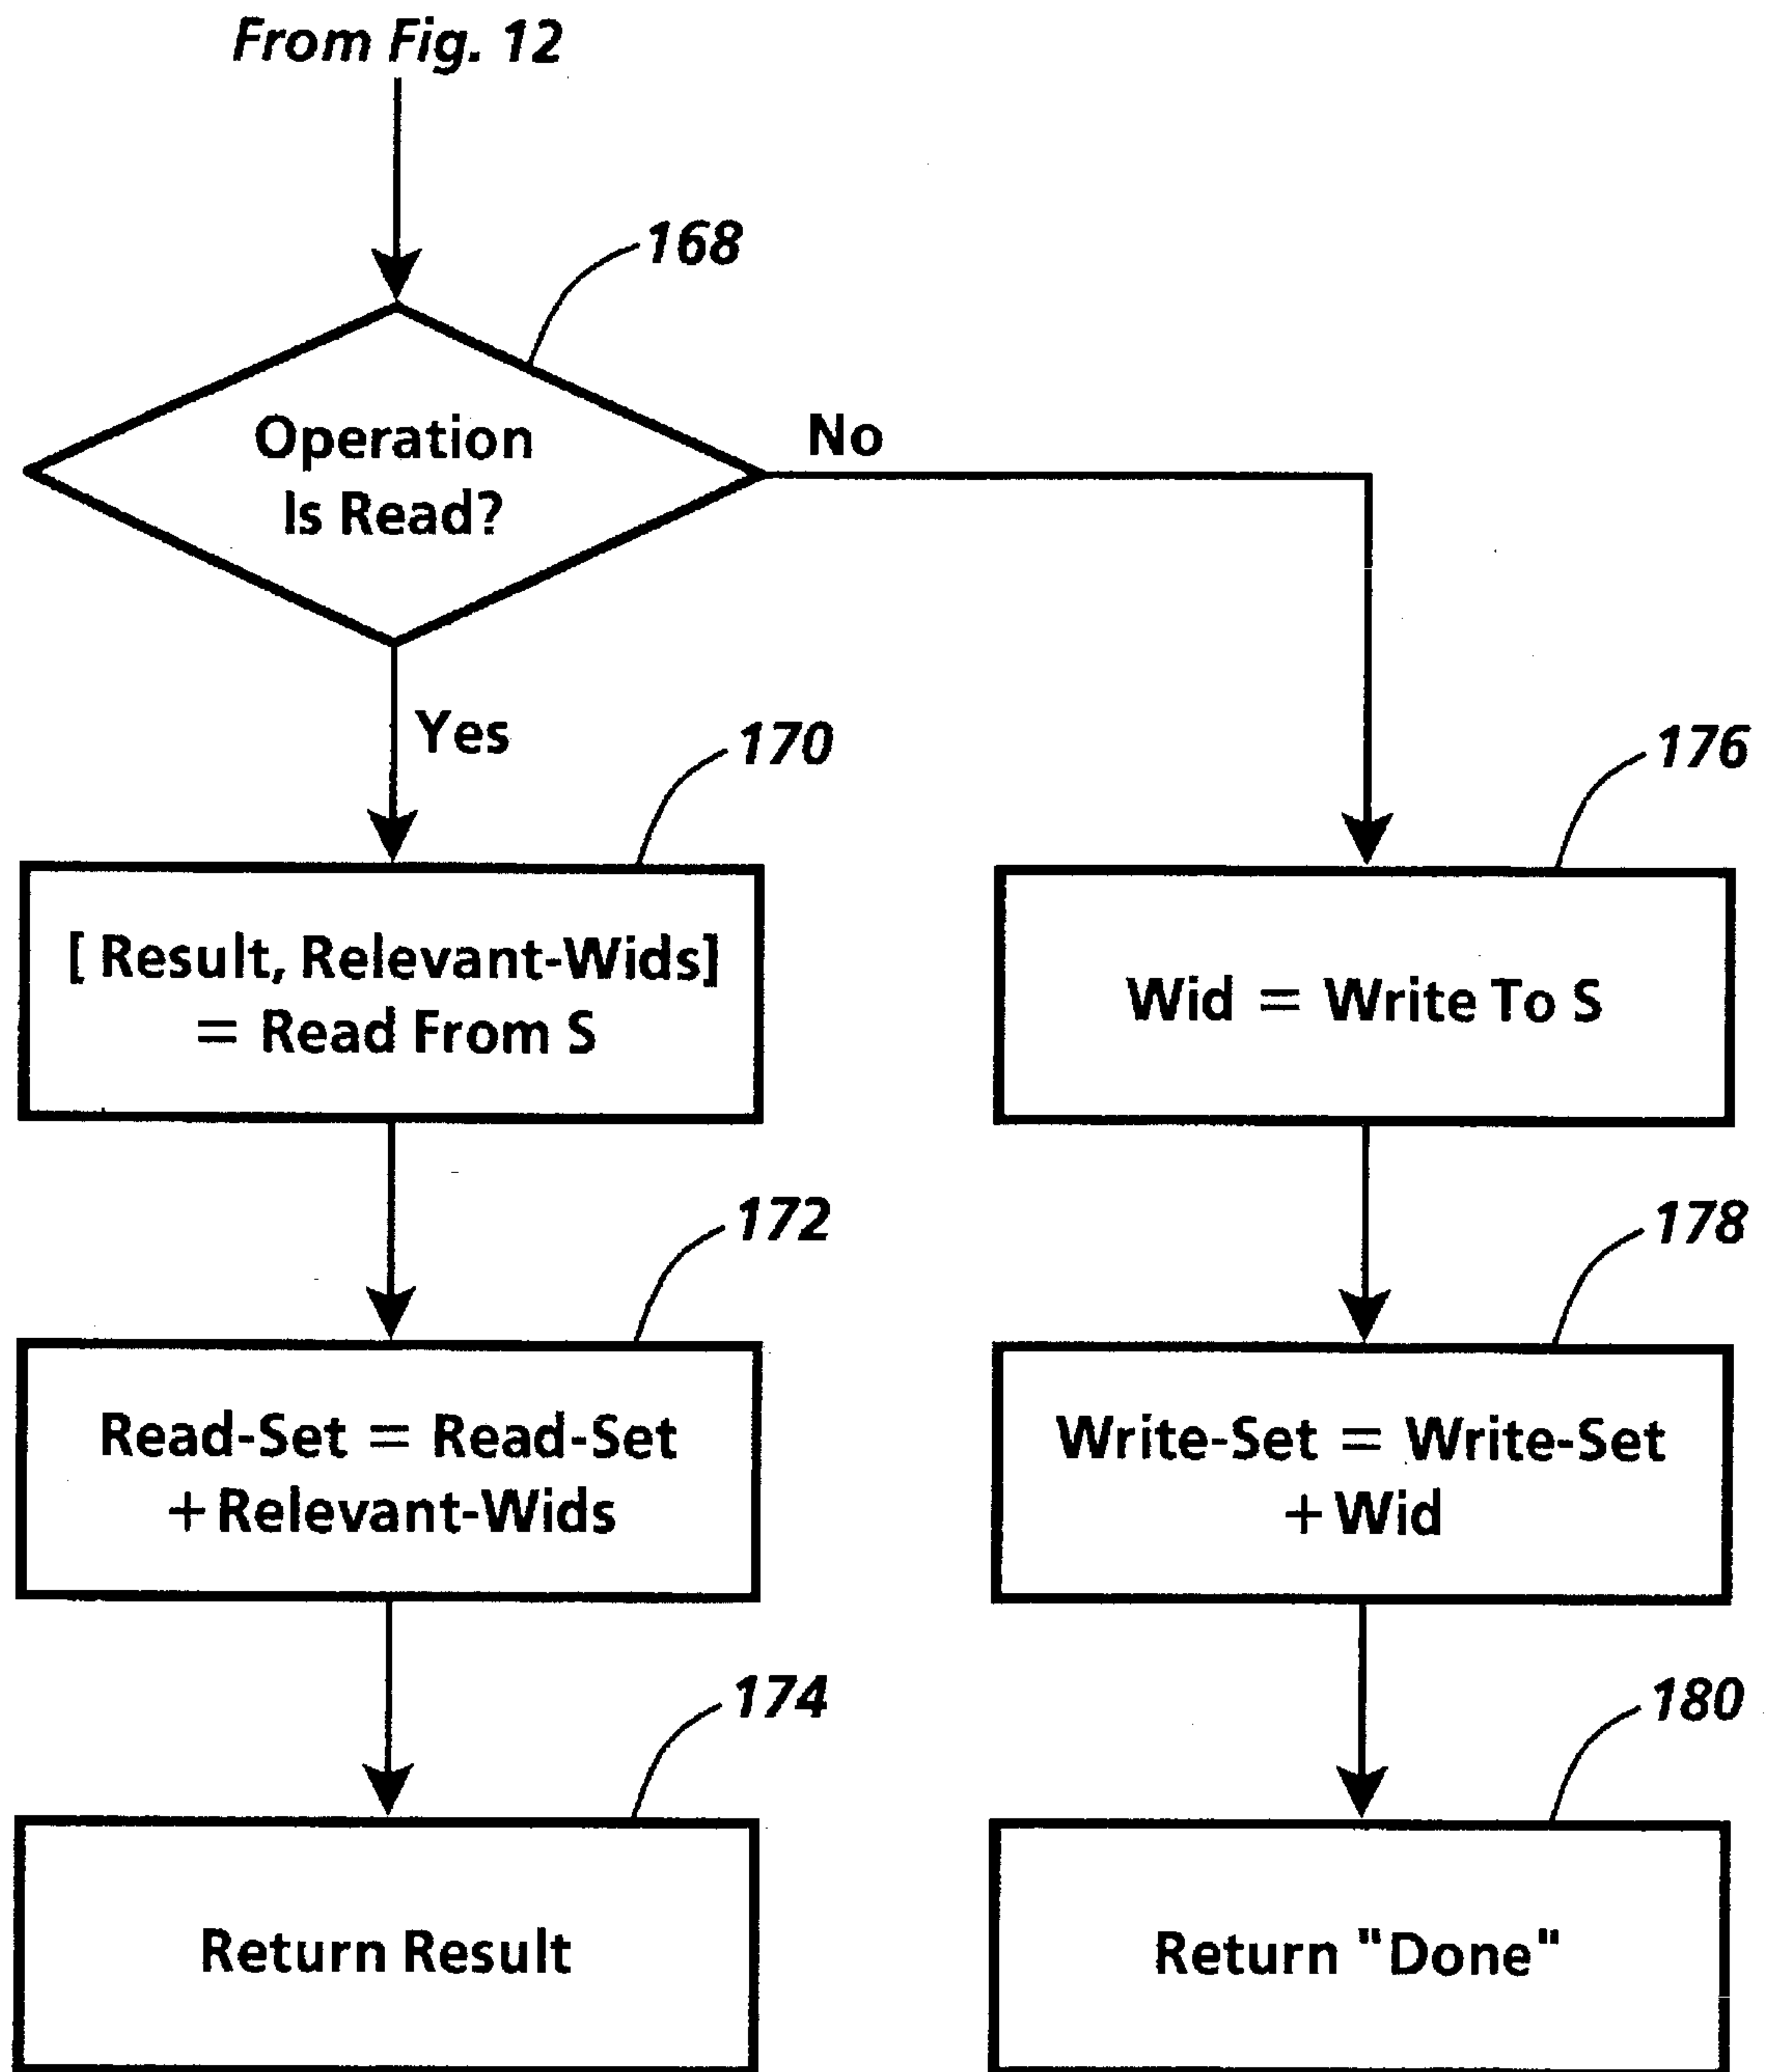 From Fig. 12
168
Operation
Is Read?
No
Yes
170
[ Result, Relevant-Wids]
= Read From S
172
Read-Set = Read-Set
+ Relevant-Wids
174
Return Result
176
Wid = Write To S
178
Write-Set = Write-Set
+ Wid
180
Return "Done"